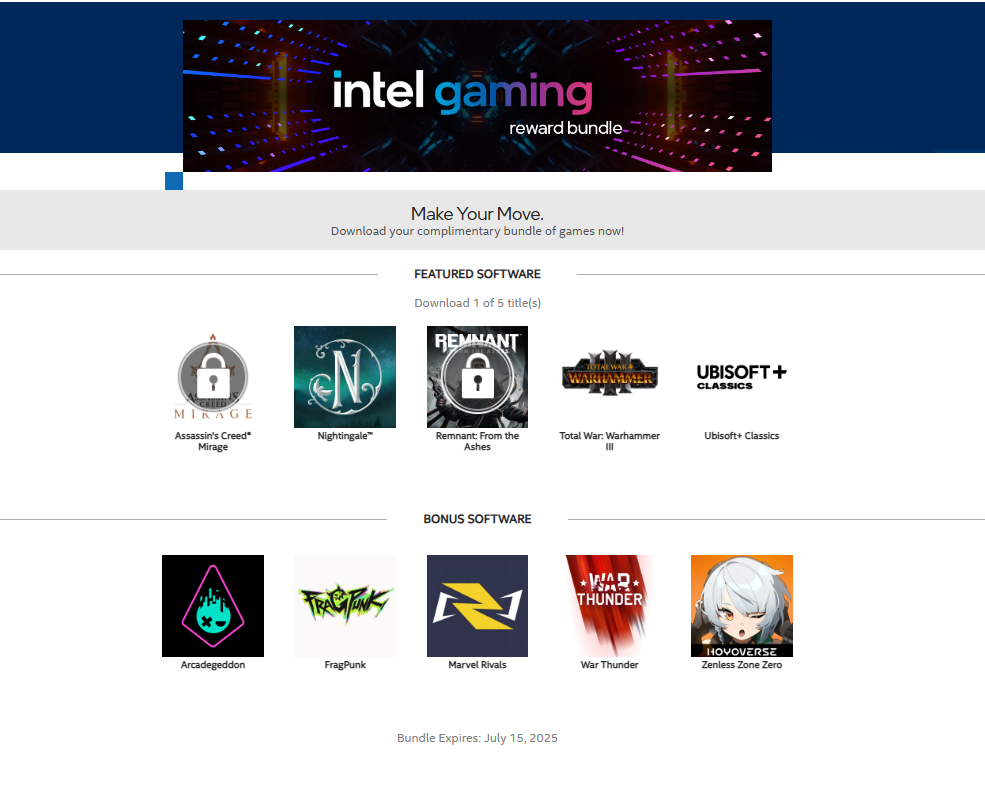 intel gaming
reward bundle
Make Your Move.
Download your complimentary bundle of games now!
FEATURED SOFTWARE
Download 1 of 5 title(s)
MIRAGE
N
REMNANT
TOTAL WAR
WARHAMMER
III
UBISOFT+
CLASSICS
Assassin's Creed®
Mirage
Nightingale™
Remnant: From the
Ashes
Total War: Warhammer
III
Ubisoft+ Classics
BONUS SOFTWARE
FRAGPUNK
WAR
THUNDER
HOYOVERSE
Arcadegeddon
FragPunk
Marvel Rivals
War Thunder
Zenless Zone Zero
Bundle Expires: July 15, 2025